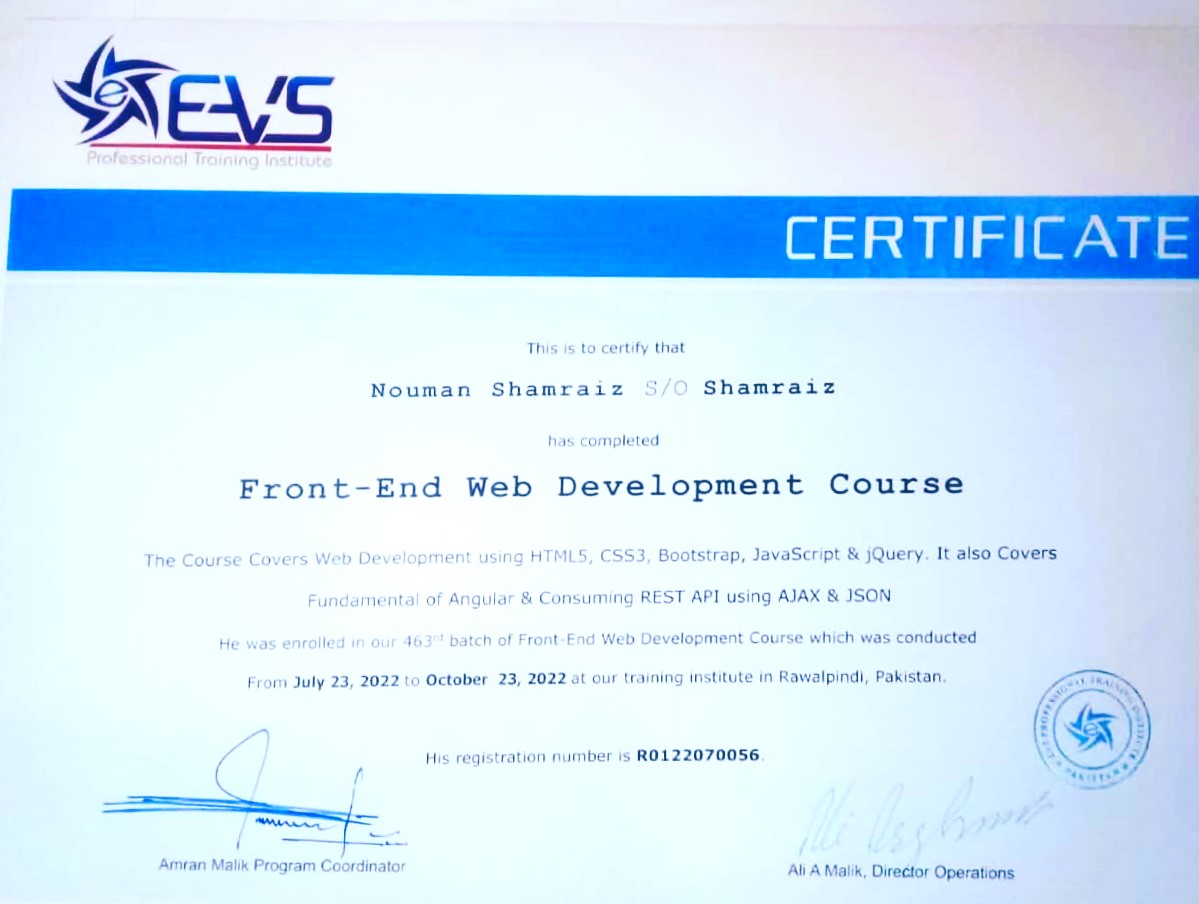 EVS
Professional Training Institute
CERTIFICATE
This is to certify that
Nouman Shamraiz S/O Shamraiz
has completed
Front-End Web Development Course
The Course Covers Web Development using HTML5, CSS3, Bootstrap, JavaScript & jQuery. It also Covers
Fundamental of Angular & Consuming REST API using AJAX & JSON
He was enrolled in our 463rd batch of Front-End Web Development Course which was conducted
From July 23, 2022 to October 23, 2022 at our training institute in Rawalpindi, Pakistan.
EVS PROFESSIONAL TRAINING INSTITUTE
PAKISTAN
His registration number is R0122070056.
Amran Malik Program Coordinator
Ali A Malik, Director Operations